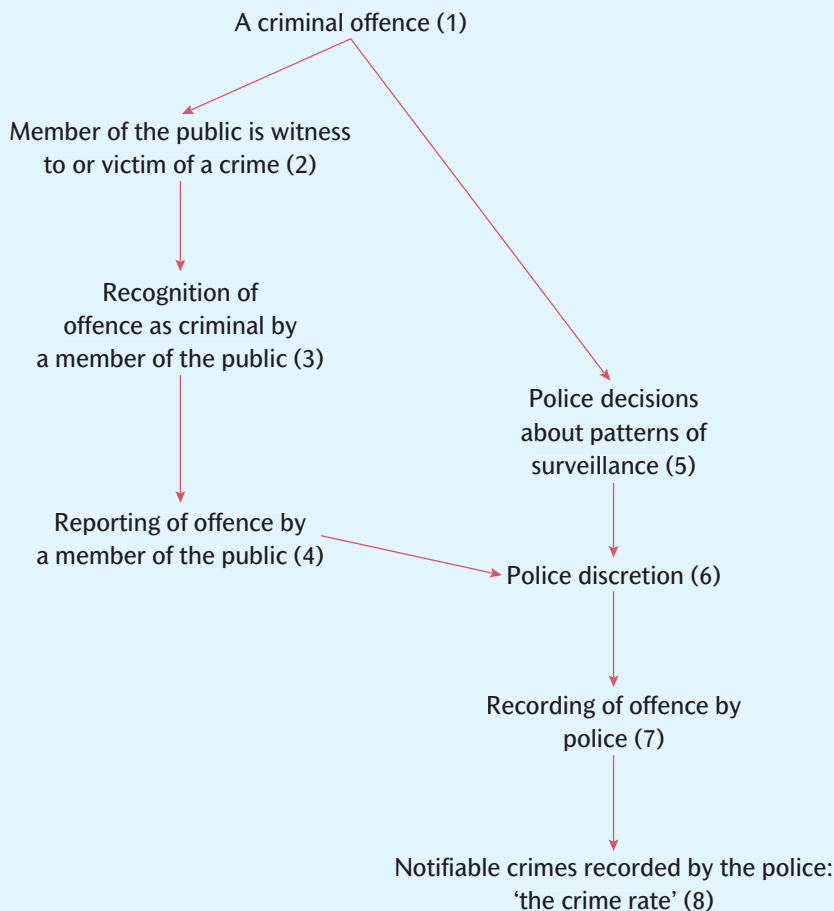 A criminal offence (1)
Member of the public is witness
to or victim of a crime (2)
Recognition of
offence as criminal by
a member of the public (3)
Reporting of offence by
a member of the public (4)
Police decisions
about patterns of
surveillance (5)
Police discretion (6)
Recording of offence by
police (7)
Notifiable crimes recorded by the police:
‘the crime rate’ (8)